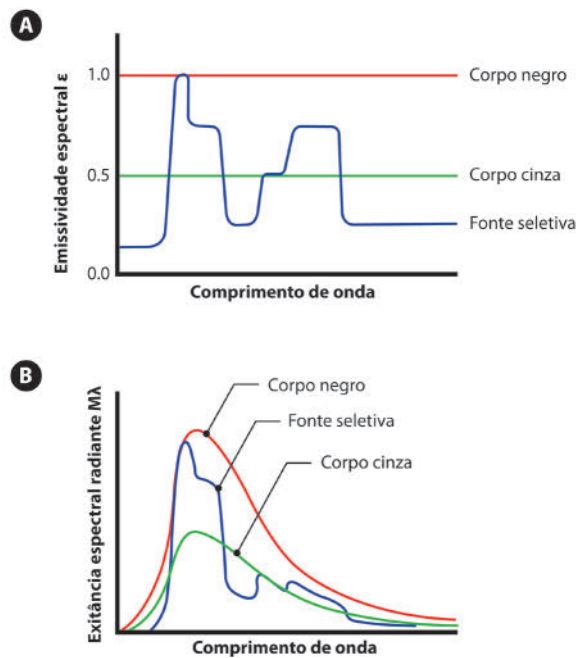 A
Emissividade espectral ε
1.0
0.5
0.0
Corpo negro
Corpo cinza
Fonte seletiva
Comprimento de onda
B
Exitância espectral radiante Mλ
Corpo negro
Fonte seletiva
Corpo cinza
Comprimento de onda